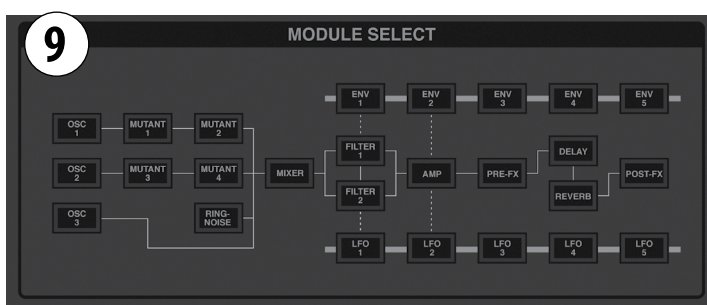 9
MODULE SELECT
ENV
1
ENV
2
ENV
3
ENV
4
ENV
5
OSC
1
MUTANT
1
MUTANT
2
OSC
2
MUTANT
3
MUTANT
4
OSC
3
RING-
NOISE
MIXER
FILTER
1
FILTER
2
AMP
PRE-FX
DELAY
REVERB
POST-FX
LFO
1
LFO
2
LFO
3
LFO
4
LFO
5